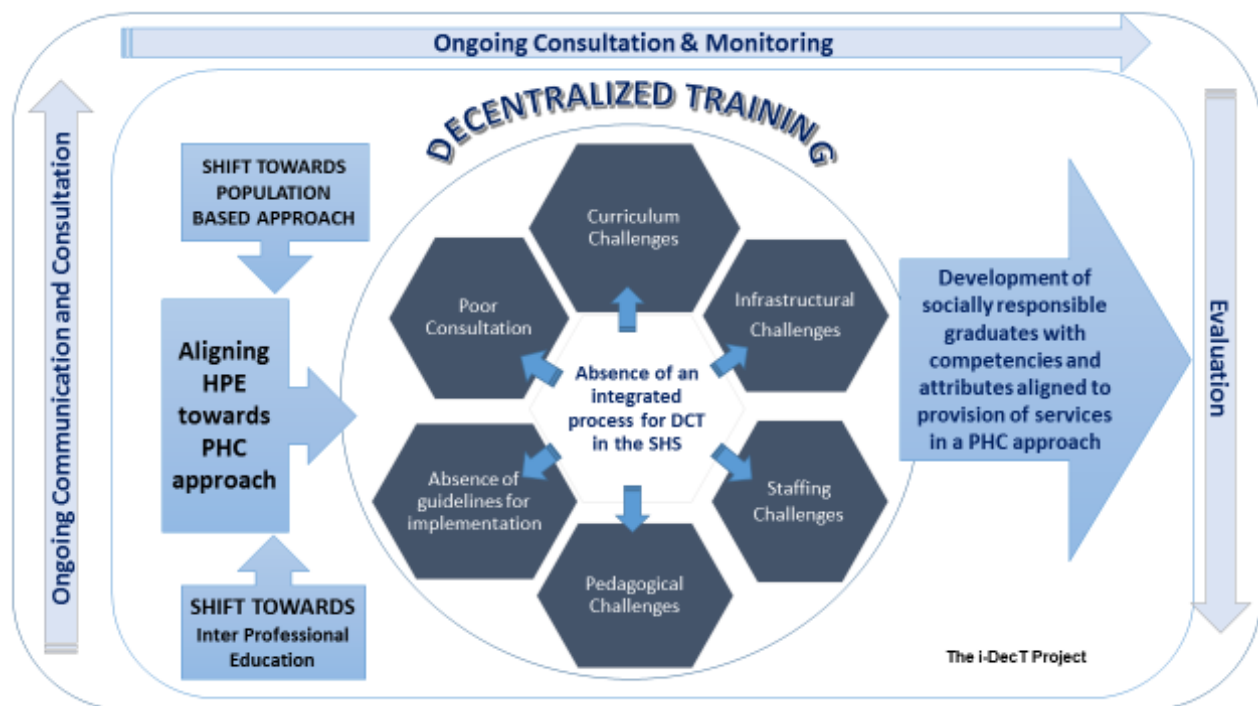 Ongoing Consultation & Monitoring
Ongoing Communication and Consultation
DECENTRALIZED TRAINING
SHIFT TOWARDS
POPULATION
BASED APPROACH
Aligning
HPE
towards
PHC
approach
SHIFT TOWARDS
Inter Professional
Education
Curriculum
Challenges
Poor
Consultation
Infrastructural
Challenges
Absence of an
integrated
process for DCT
in the SHS
Absence of
guidelines for
implementation
Staffing
Challenges
Pedagogical
Challenges
Development of
socially responsible
graduates with
competencies and
attributes aligned to
provision of services
in a PHC approach
Evaluation
The i-DecT Project